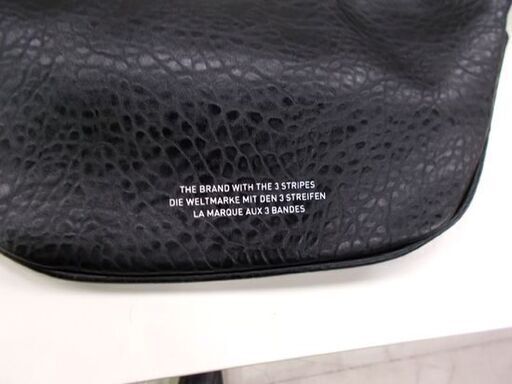 THE BRAND WITH THE 3 STRIPES
DIE WELTMARKE MIT DEN 3 STREIFEN
LA MARQUE AUX 3 BANDES